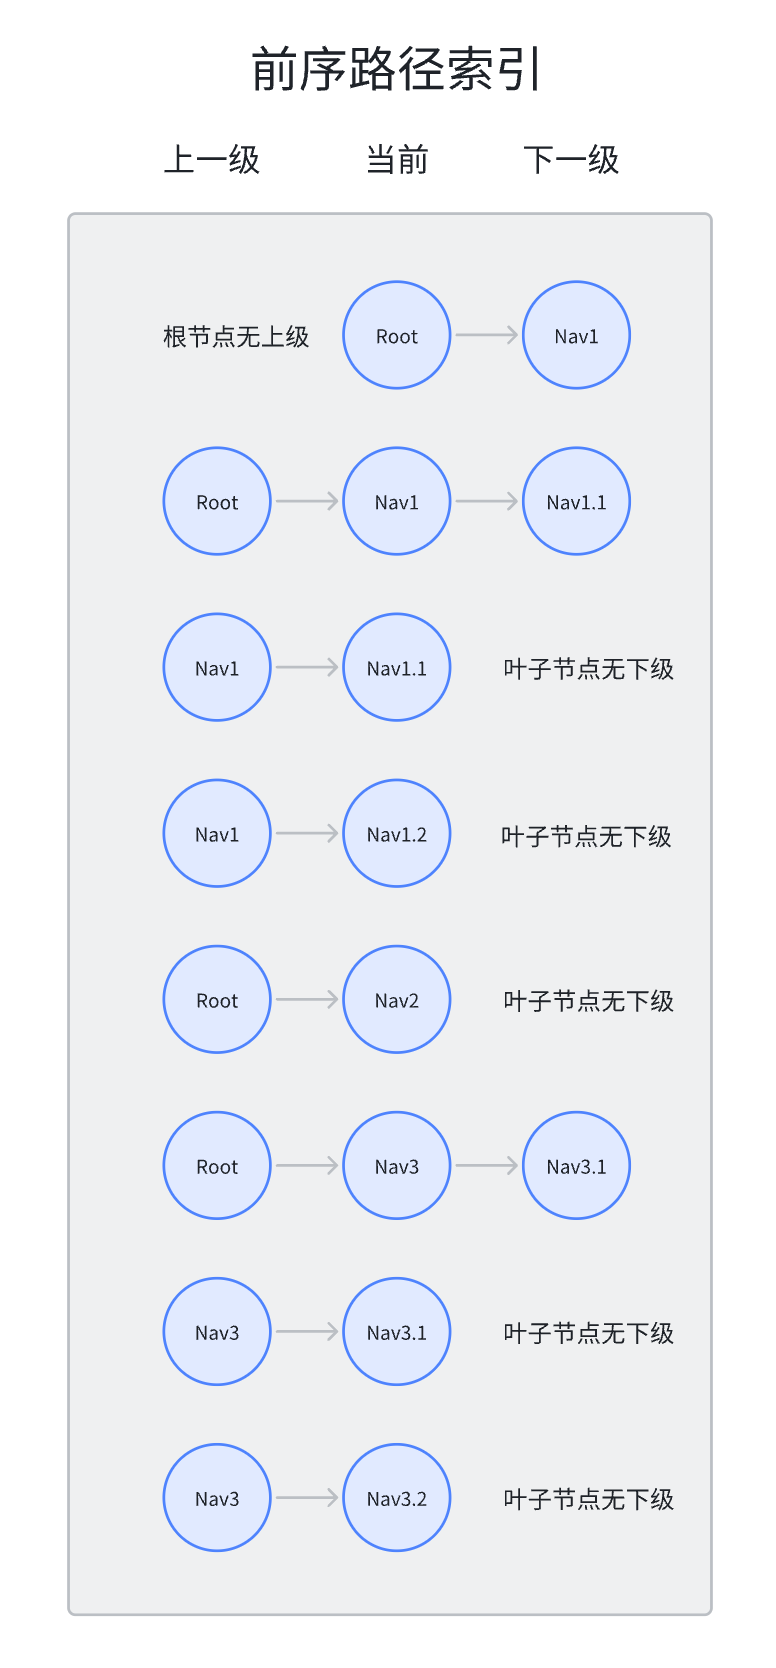 前序路径索引
上一级 当前 下一级
根节点无上级 Root Nav1
Root Nav1 Nav1.1
Nav1 Nav1.1 叶子节点无下级
Nav1 Nav1.2 叶子节点无下级
Root Nav2 叶子节点无下级
Root Nav3 Nav3.1
Nav3 Nav3.1 叶子节点无下级
Nav3 Nav3.2 叶子节点无下级